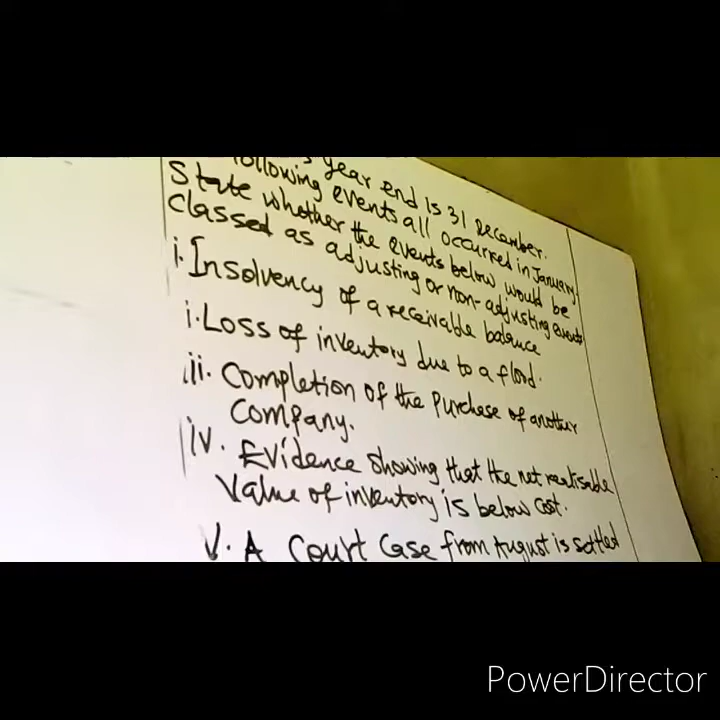 year end is 31 December.
following events all occurred in January
State whether the events below would be
classed as adjusting or non-adjusting events
i. Insolvency of a receivable balance
i. Loss of inventory due to a flood.
ii. Completion of the purchase of another
Company.
iv. Evidence showing that the net realisable
Value of inventory is below cost.
V. A Court Case from August is settled
PowerDirector